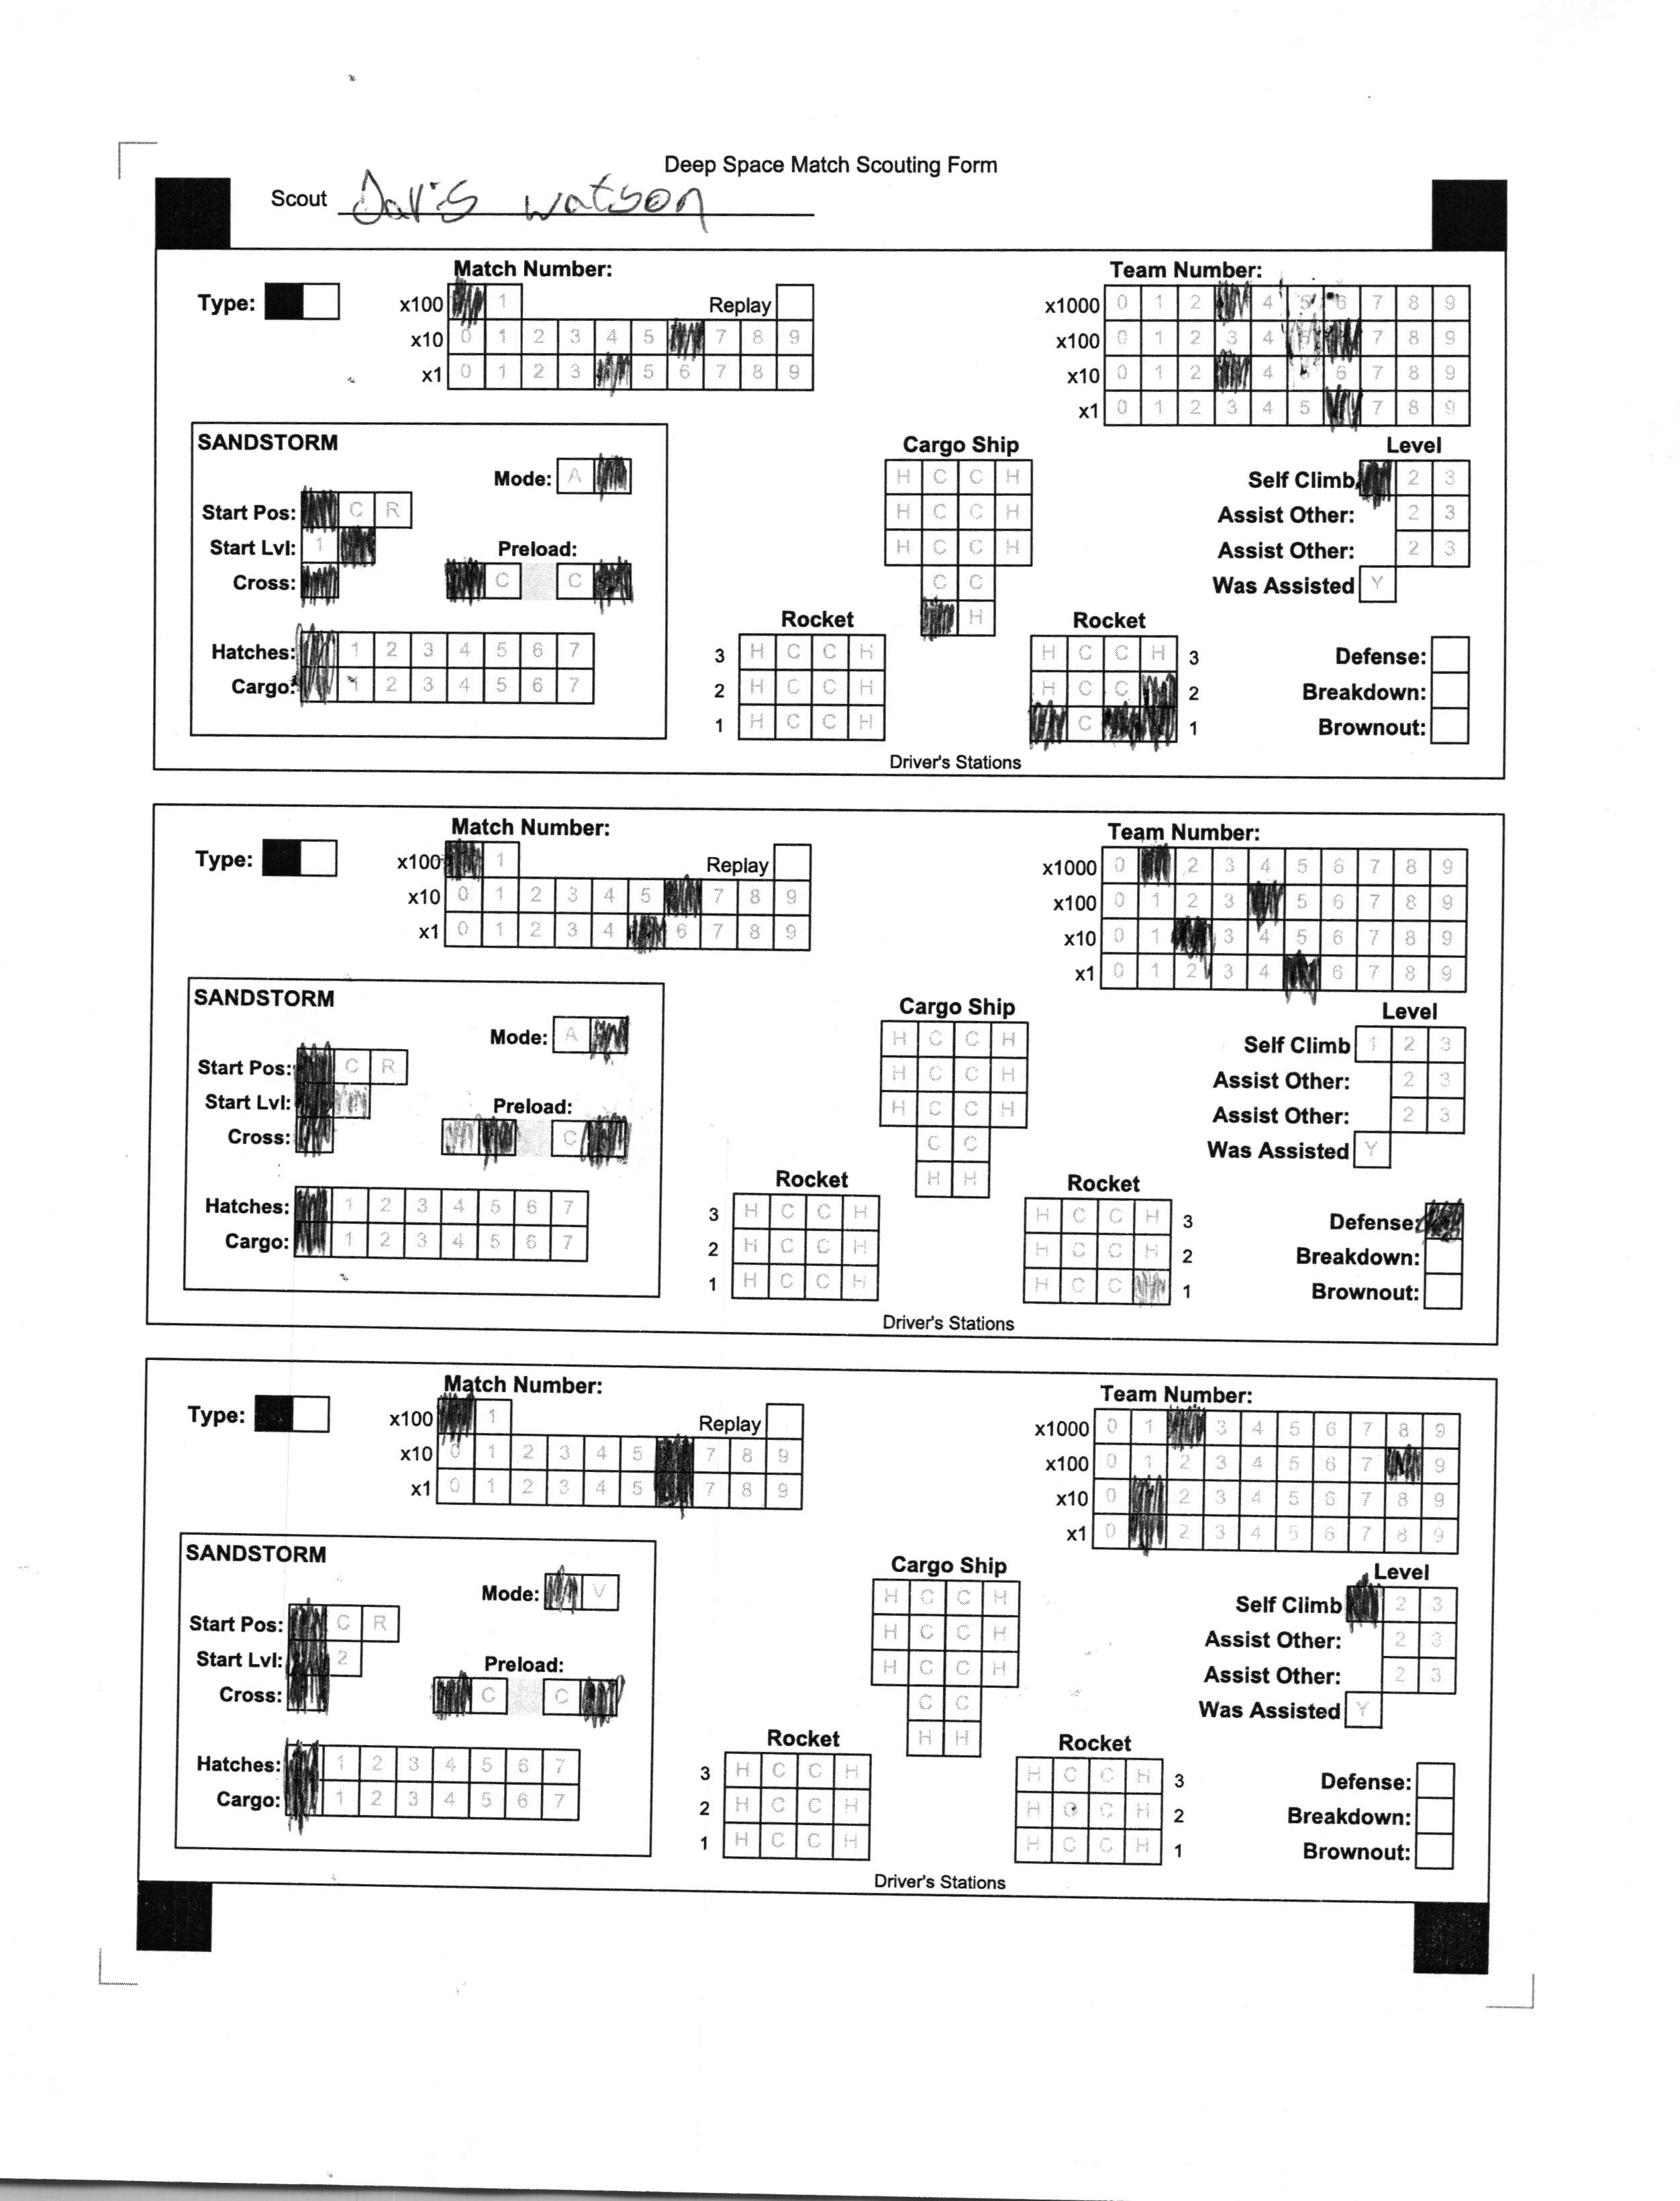 Deep Space Match Scouting Form
Scout Davis Watson
Match Number:
Team Number:
Type:
x100 1 Replay
x10 0 1 2 3 4 5 7 8 9
x1 0 1 2 3 5 6 7 8 9
x1000 0 1 2 4 5 6 7 8 9
x100 0 1 2 3 4 7 8 9
x10 0 1 2 4 6 7 8 9
x1 0 1 2 3 4 5 7 8 9
SANDSTORM
Mode: A
Start Pos: C R
Start Lvl: 1
Preload:
Cross: C C
Hatches: 1 2 3 4 5 6 7
Cargo: 1 2 3 4 5 6 7
Cargo Ship
H C C H
H C C H
H C C H
C C
H
Level
Self Climb 2 3
Assist Other: 2 3
Assist Other: 2 3
Was Assisted Y
Rocket
3 H C C H
2 H C C H
1 H C C H
Rocket
H C C H 3
H C C 2
C 1
Defense:
Breakdown:
Brownout:
Driver's Stations
Match Number:
Team Number:
Type:
x100 1 Replay
x10 0 1 2 3 4 5 7 8 9
x1 0 1 2 3 4 6 7 8 9
x1000 0 2 3 4 5 6 7 8 9
x100 0 1 2 3 5 6 7 8 9
x10 0 1 3 4 5 6 7 8 9
x1 0 1 2 3 4 6 7 8 9
SANDSTORM
Mode: A
Start Pos: C R
Start Lvl:
Preload:
Cross: C
Hatches: 1 2 3 4 5 6 7
Cargo: 1 2 3 4 5 6 7
Cargo Ship
H C C H
H C C H
H C C H
C C
H H
Level
Self Climb 1 2 3
Assist Other: 2 3
Assist Other: 2 3
Was Assisted Y
Rocket
3 H C C H
2 H C C H
1 H C C H
Rocket
H C C H 3
H C C H 2
H C C H 1
Defense:
Breakdown:
Brownout:
Driver's Stations
Match Number:
Team Number:
Type:
x100 1 Replay
x10 0 1 2 3 4 5 7 8 9
x1 0 1 2 3 4 5 7 8 9
x1000 0 1 3 4 5 6 7 8 9
x100 0 1 2 3 4 5 6 7 9
x10 0 2 3 4 5 6 7 8 9
x1 0 2 3 4 5 6 7 8 9
SANDSTORM
Mode: V
Start Pos: C R
Start Lvl: 2
Preload:
Cross: C C
Hatches: 1 2 3 4 5 6 7
Cargo: 1 2 3 4 5 6 7
Cargo Ship
H C C H
H C C H
H C C H
C C
H H
Level
Self Climb 2 3
Assist Other: 2 3
Assist Other: 2 3
Was Assisted Y
Rocket
3 H C C H
2 H C C H
1 H C C H
Rocket
H C C H 3
H C C H 2
H C C H 1
Defense:
Breakdown:
Brownout:
Driver's Stations